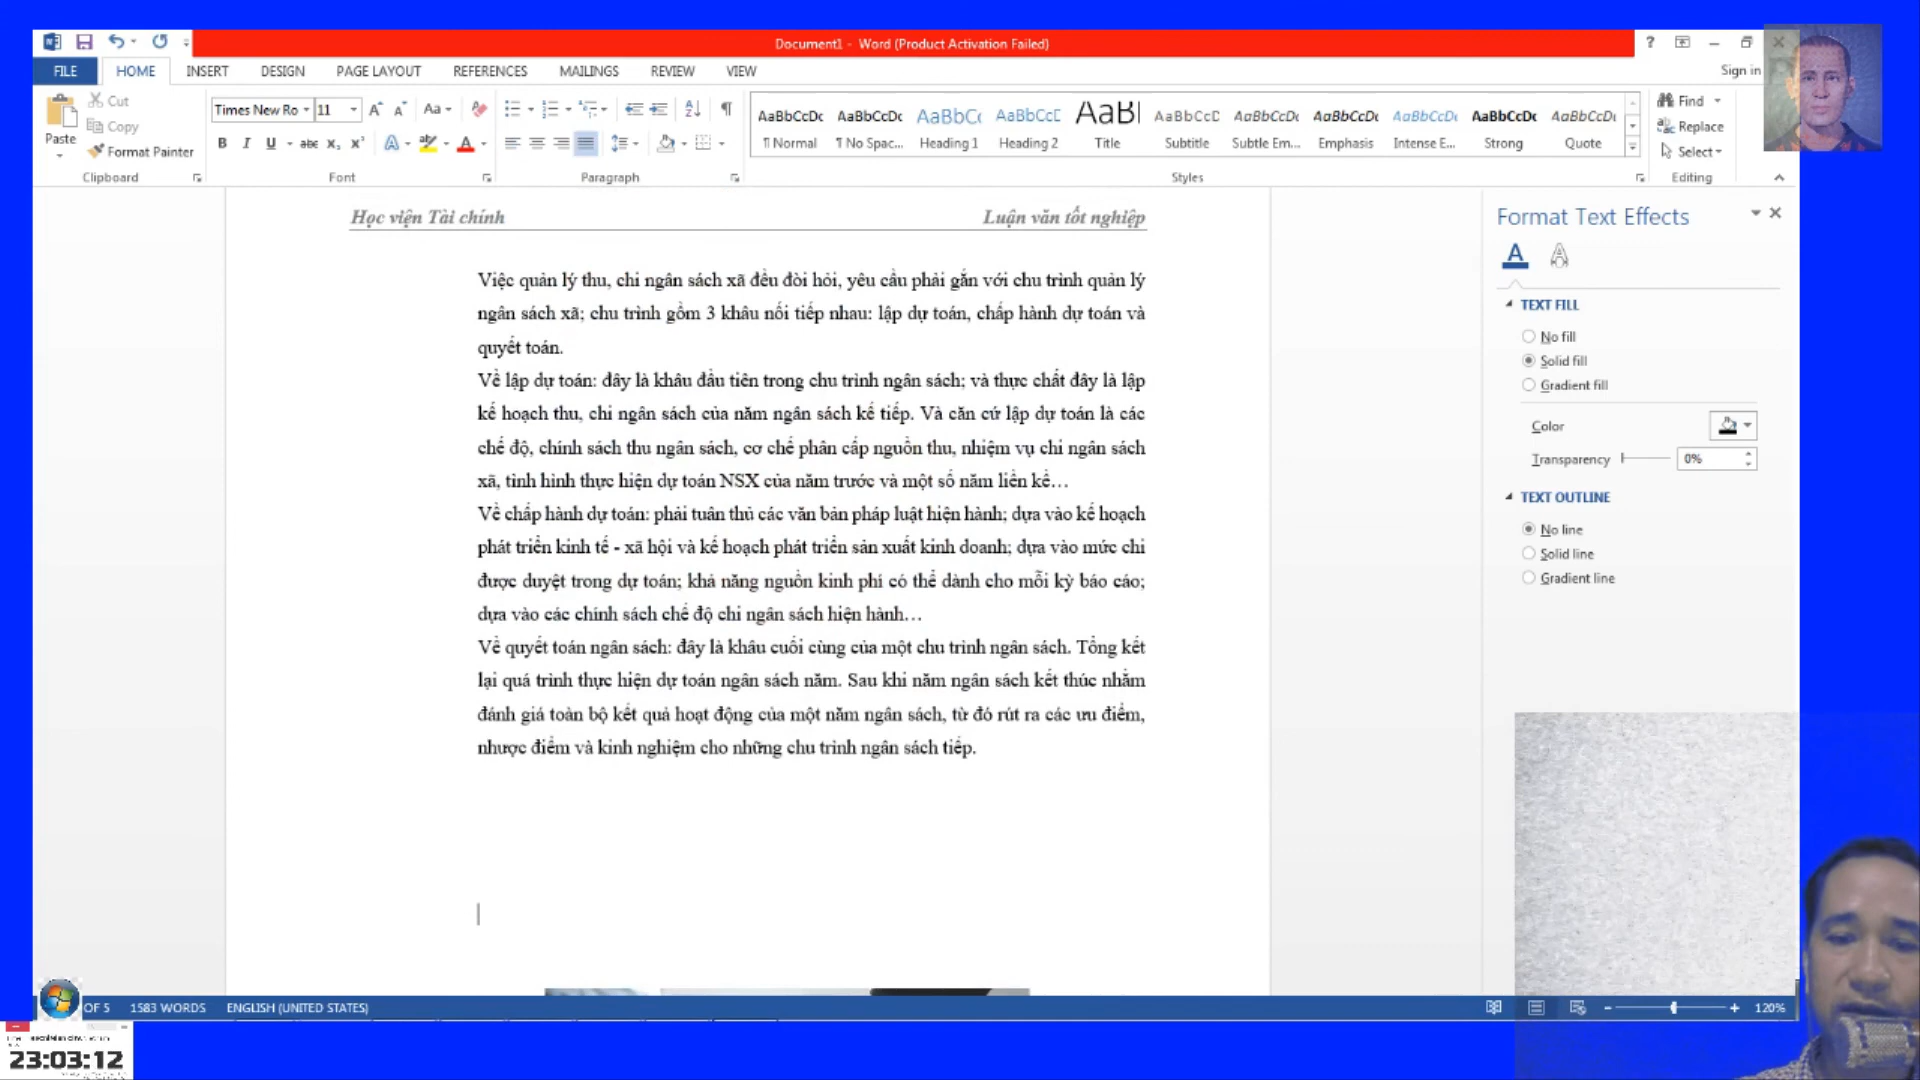 Document1 - Word (Product Activation Failed)
FILE HOME INSERT DESIGN PAGE LAYOUT REFERENCES MAILINGS REVIEW VIEW Sign in
Paste
Cut
Copy
Format Painter
Clipboard
Times New Ro 11
Font
Paragraph
AaBbCcDc AaBbCcDc AaBbC AaBbCcD AaB AaBbCcD AaBbCcDc AaBbCcDc AaBbCcDc AaBbCcDc AaBbCcDc
¶ Normal ¶ No Spac... Heading 1 Heading 2 Title Subtitle Subtle Em... Emphasis Intense E... Strong Quote
Styles
Find
Replace
Select
Editing
Học viện Tài chính Luận văn tốt nghiệp
Việc quản lý thu, chi ngân sách xã đều đòi hỏi, yêu cầu phải gắn với chu trình quản lý
ngân sách xã; chu trình gồm 3 khâu nối tiếp nhau: lập dự toán, chấp hành dự toán và
quyết toán.
Về lập dự toán: đây là khâu đầu tiên trong chu trình ngân sách; và thực chất đây là lập
kế hoạch thu, chi ngân sách của năm ngân sách kế tiếp. Và căn cứ lập dự toán là các
chế độ, chính sách thu ngân sách, cơ chế phân cấp nguồn thu, nhiệm vụ chi ngân sách
xã, tình hình thực hiện dự toán NSX của năm trước và một số năm liền kề…
Về chấp hành dự toán: phải tuân thủ các văn bản pháp luật hiện hành; dựa vào kế hoạch
phát triển kinh tế - xã hội và kế hoạch phát triển sản xuất kinh doanh; dựa vào mức chi
được duyệt trong dự toán; khả năng nguồn kinh phí có thể dành cho mỗi kỳ báo cáo;
dựa vào các chính sách chế độ chi ngân sách hiện hành…
Về quyết toán ngân sách: đây là khâu cuối cùng của một chu trình ngân sách. Tổng kết
lại quá trình thực hiện dự toán ngân sách năm. Sau khi năm ngân sách kết thúc nhằm
đánh giá toàn bộ kết quả hoạt động của một năm ngân sách, từ đó rút ra các ưu điểm,
nhược điểm và kinh nghiệm cho những chu trình ngân sách tiếp.
Format Text Effects
TEXT FILL
No fill
Solid fill
Gradient fill
Color
Transparency 0%
TEXT OUTLINE
No line
Solid line
Gradient line
OF 5 1583 WORDS ENGLISH (UNITED STATES) 120%
23:03:12